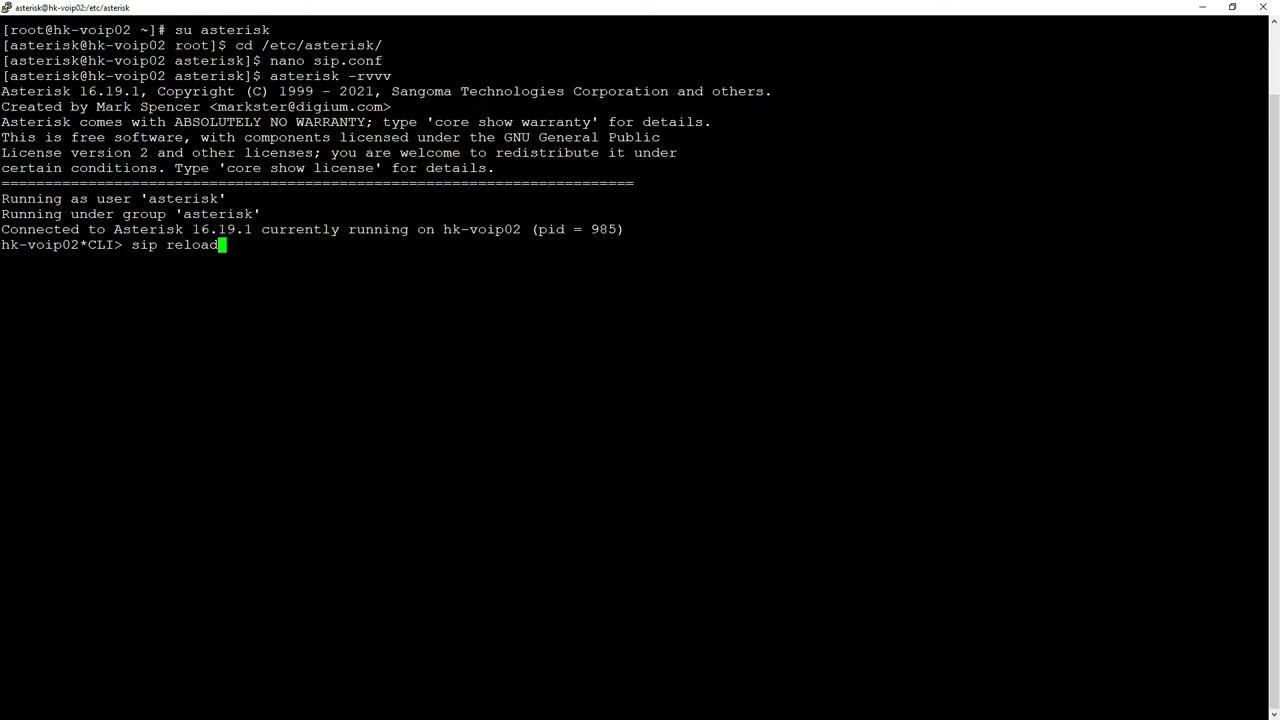 asterisk@hk-voip02:/etc/asterisk
[root@hk-voip02 ~]# su asterisk
[asterisk@hk-voip02 root]$ cd /etc/asterisk/
[asterisk@hk-voip02 asterisk]$ nano sip.conf
[asterisk@hk-voip02 asterisk]$ asterisk -rvvv
Asterisk 16.19.1, Copyright (C) 1999 - 2021, Sangoma Technologies Corporation and others.
Created by Mark Spencer <markster@digium.com>
Asterisk comes with ABSOLUTELY NO WARRANTY; type 'core show warranty' for details.
This is free software, with components licensed under the GNU General Public
License version 2 and other licenses; you are welcome to redistribute it under
certain conditions. Type 'core show license' for details.
=========================================================================
Running as user 'asterisk'
Running under group 'asterisk'
Connected to Asterisk 16.19.1 currently running on hk-voip02 (pid = 985)
hk-voip02*CLI> sip reload